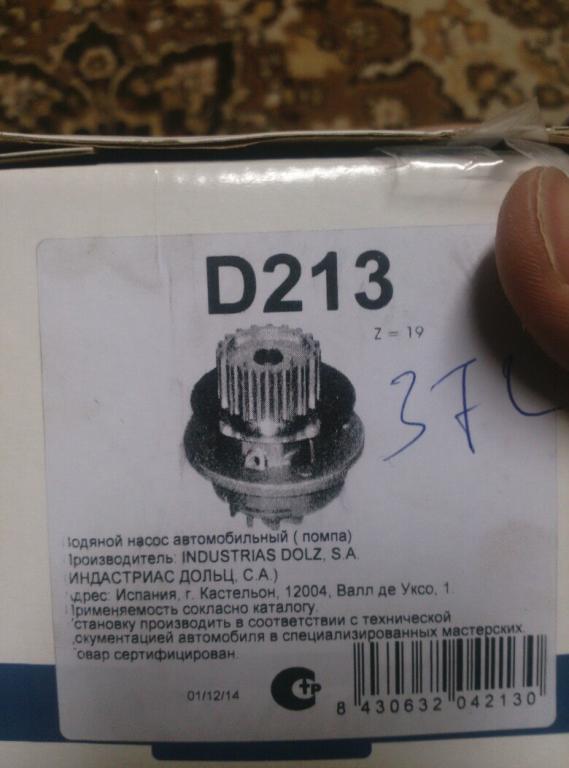 D213
Z = 19
37
одяной насос автомобильный ( помпа)
роизводитель: INDUSTRIAS DOLZ, S.A.
ИНДАСТРИАС ДОЛЬЦ, С.А.)
дрес: Испания, г. Кастельон, 12004, Валл де Уксо, 1.
рименяемость согласно каталогу.
становку производить в соответствии с технической
окументацией автомобиля в специализированных мастерских.
овар сертифицирован.
01/12/14
Стр
8 430632 042130